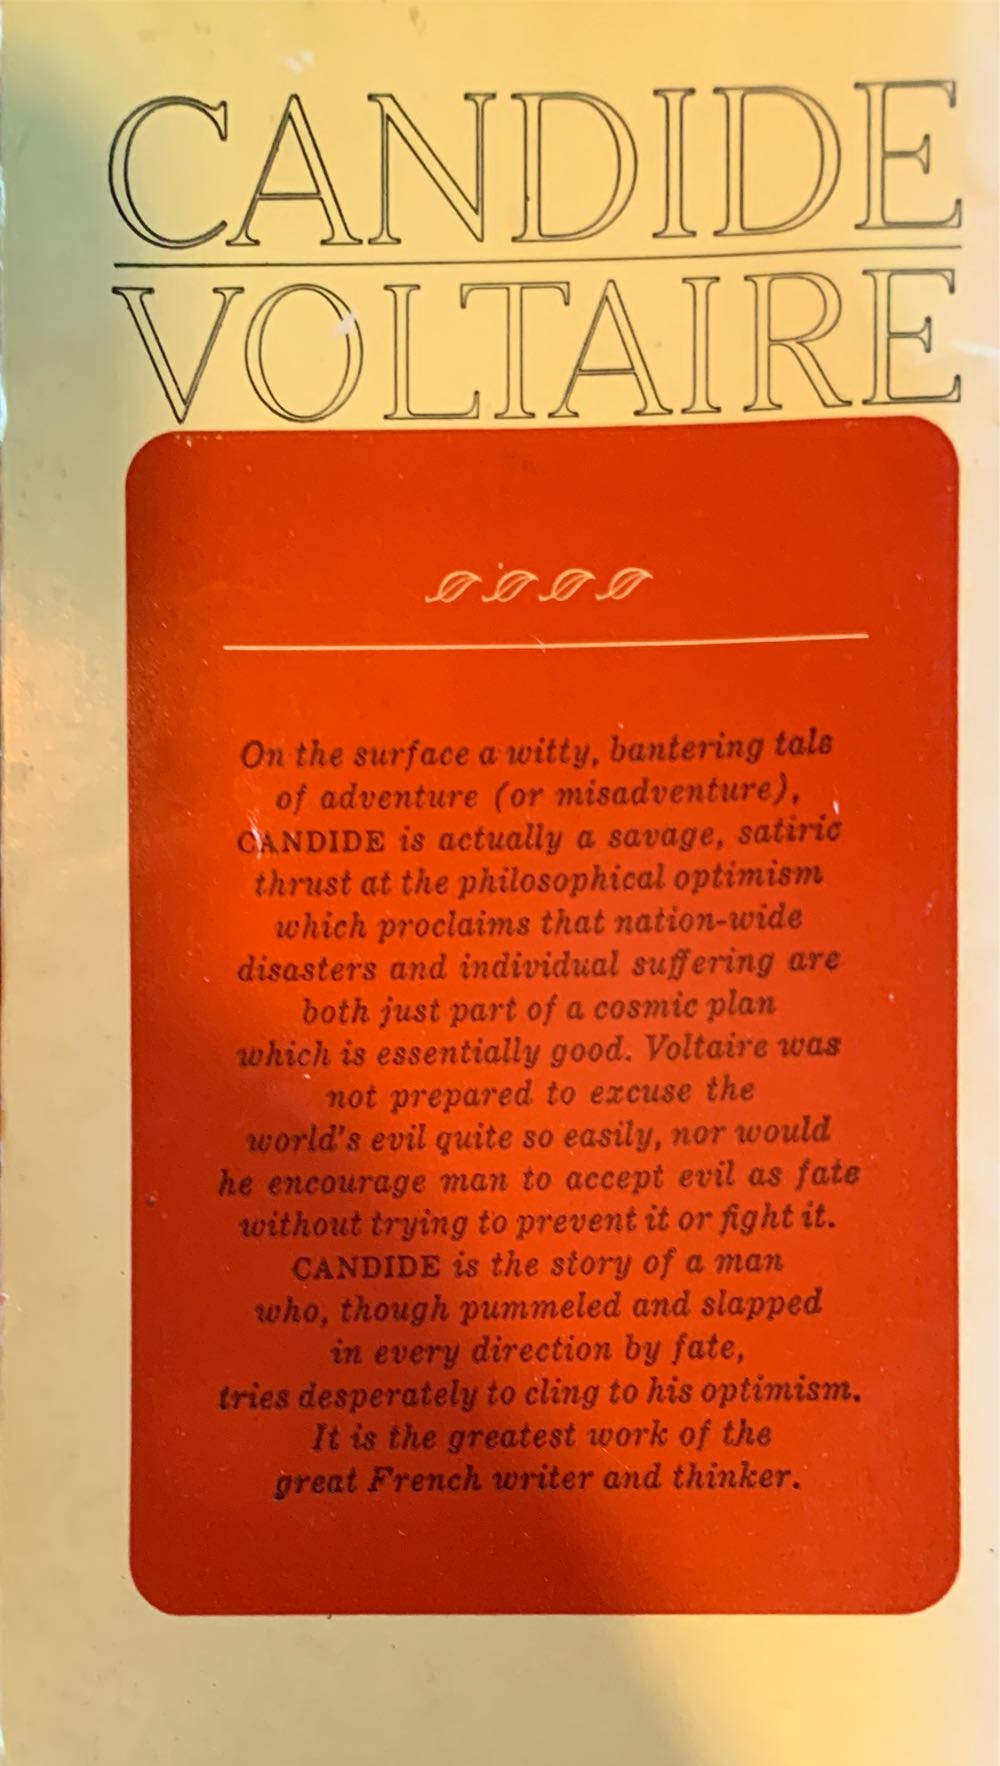 CANDIDE
VOLTAIRE
On the surface a witty, bantering tale
of adventure (or misadventure),
CANDIDE is actually a savage, satiric
thrust at the philosophical optimism
which proclaims that nation-wide
disasters and individual suffering are
both just part of a cosmic plan
which is essentially good. Voltaire was
not prepared to excuse the
world's evil quite so easily, nor would
he encourage man to accept evil as fate
without trying to prevent it or fight it.
CANDIDE is the story of a man
who, though pummeled and slapped
in every direction by fate,
tries desperately to cling to his optimism.
It is the greatest work of the
great French writer and thinker.